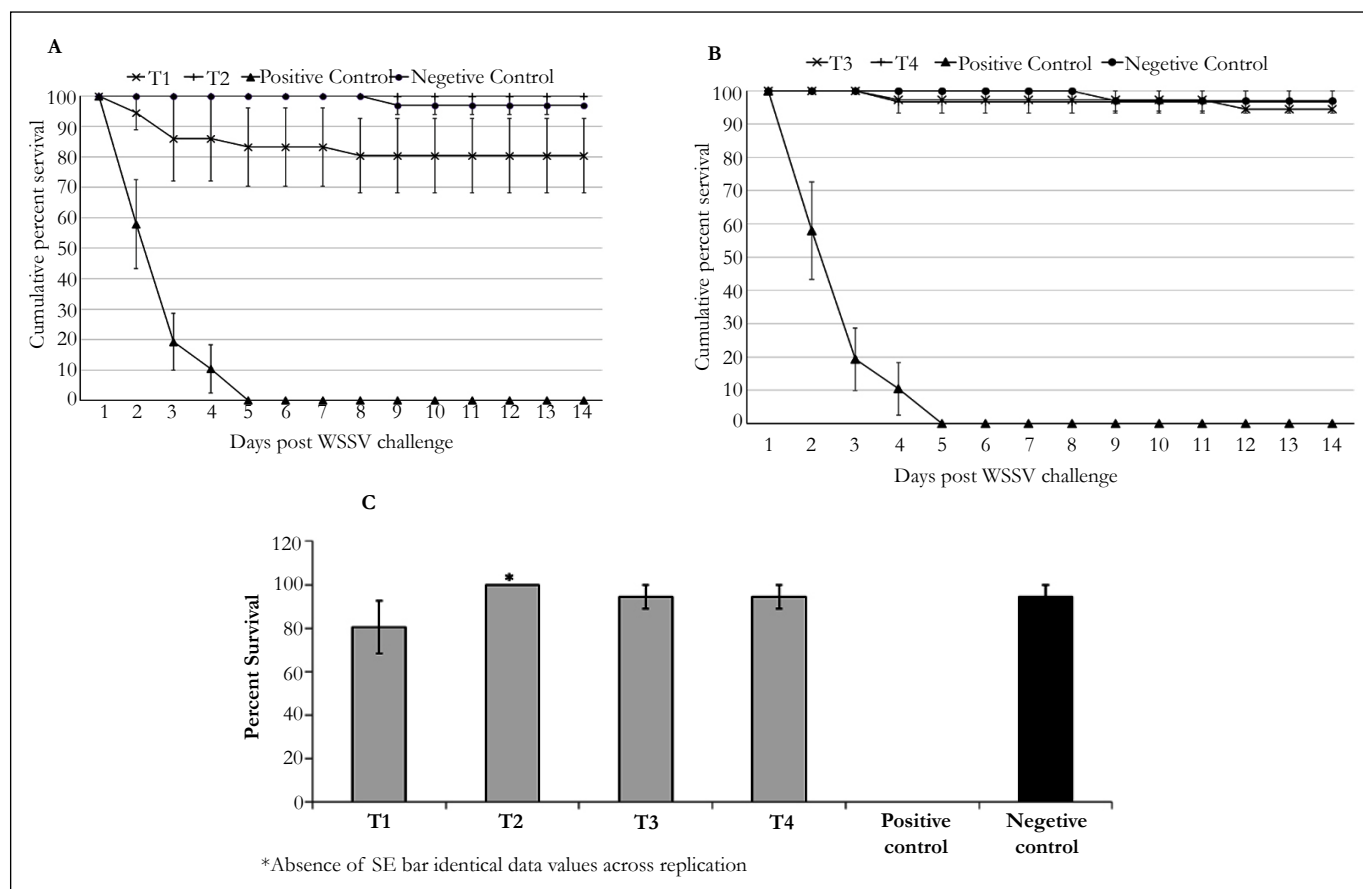 A
T1 T2 Positive Control Negetive Control
Cumulative percent servival
100
90
80
70
60
50
40
30
20
10
0
1 2 3 4 5 6 7 8 9 10 11 12 13 14
Days post WSSV challenge
B
T3 T4 Positive Control Negetive Control
Cumulative percent servival
100
90
80
70
60
50
40
30
20
10
0
1 2 3 4 5 6 7 8 9 10 11 12 13 14
Days post WSSV challenge
C
Percent Survival
120
100
80
60
40
20
0
*
T1 T2 T3 T4 Positive control Negetive control
*Absence of SE bar identical data values across replication